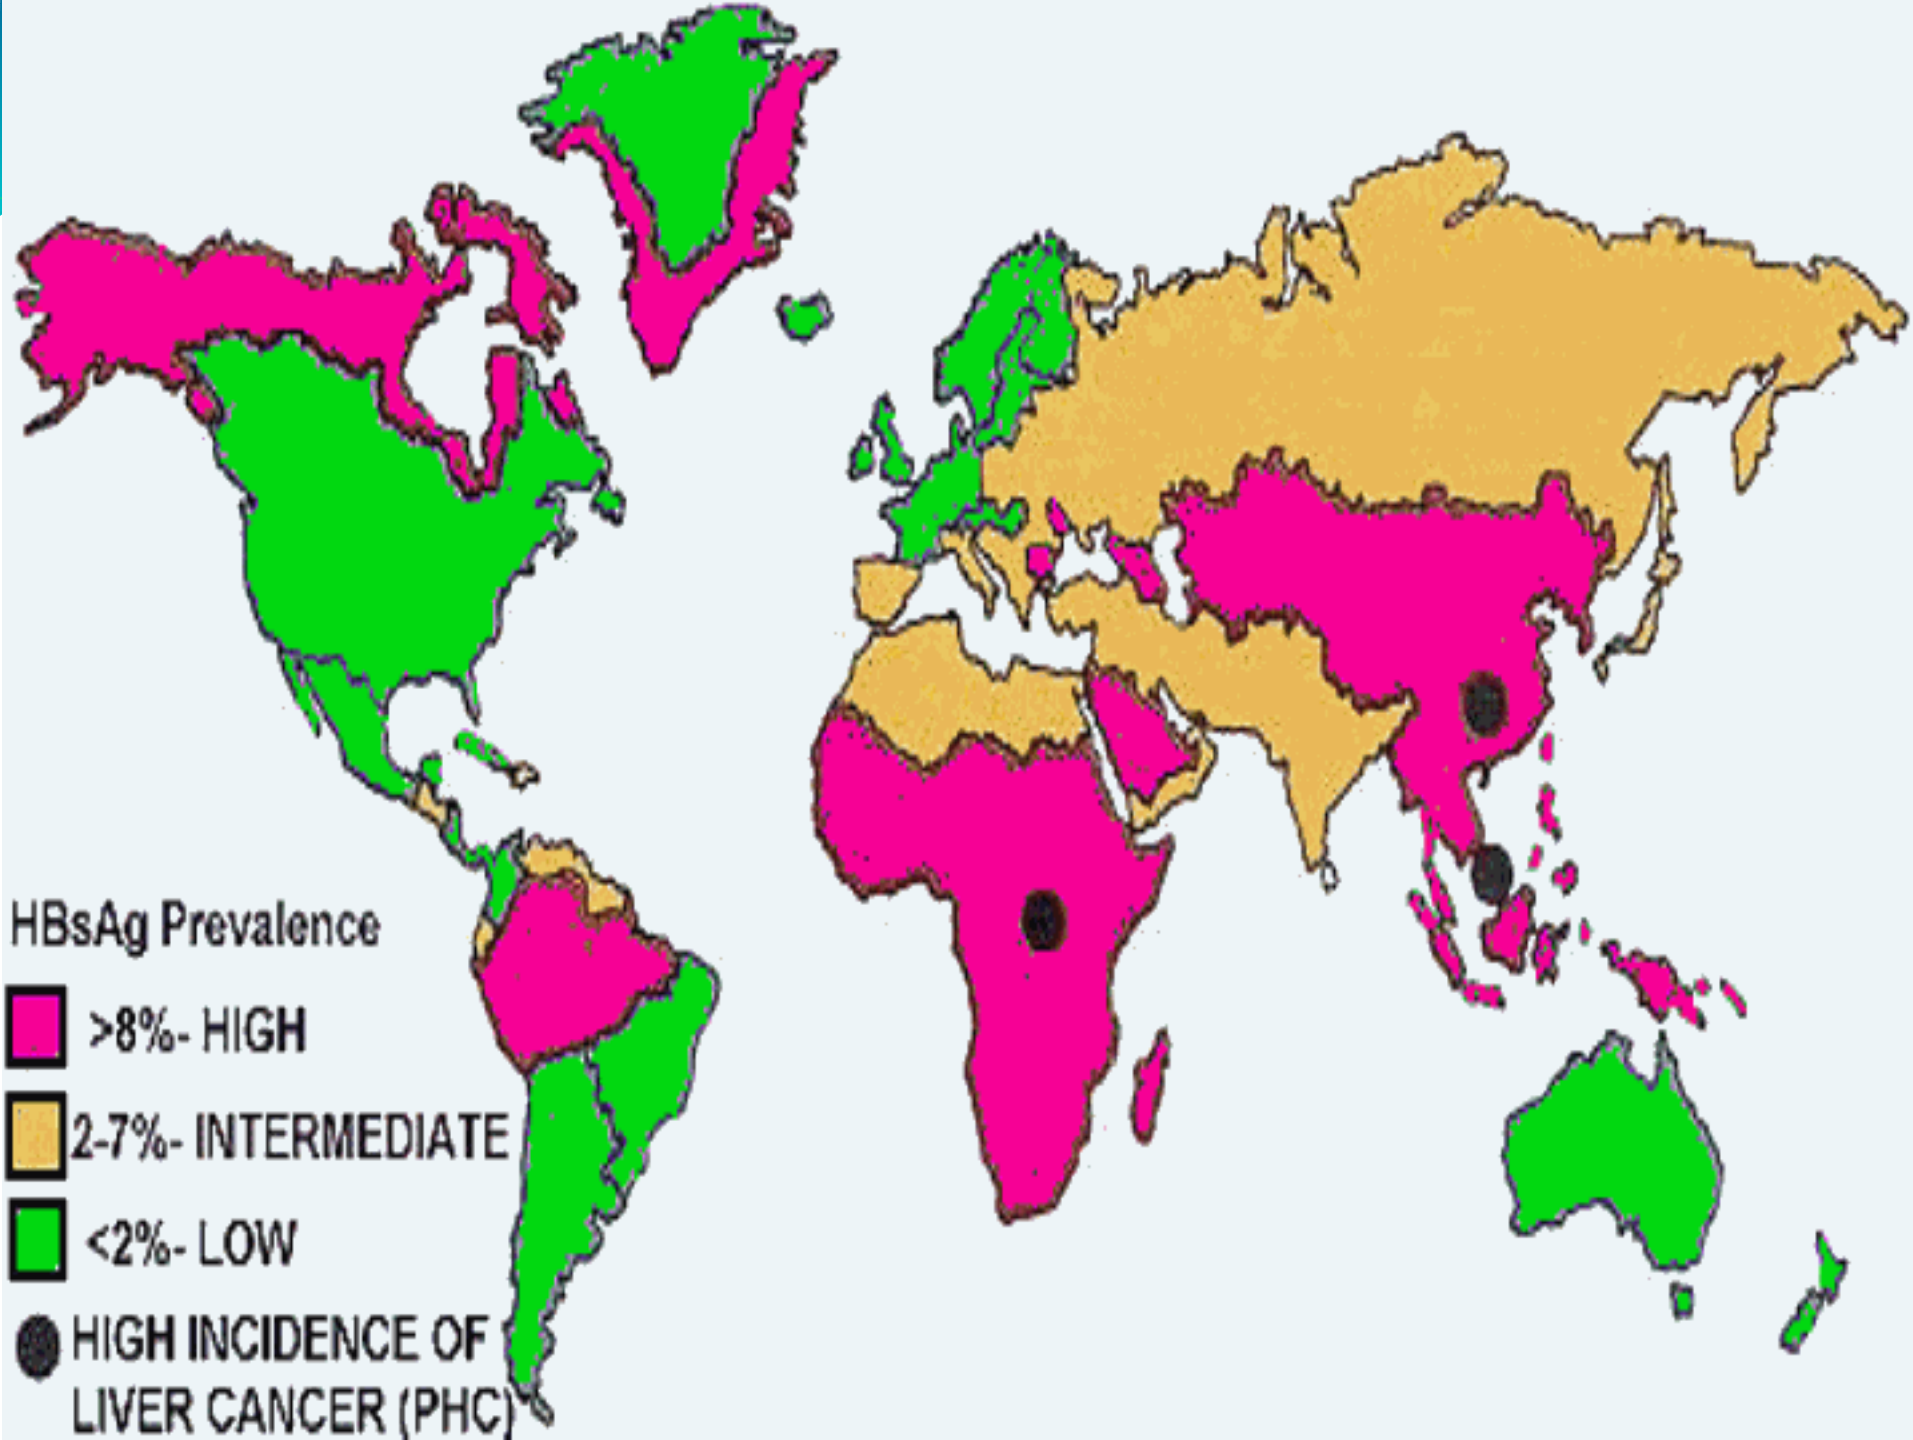 HBsAg Prevalence
>8%- HIGH
2-7%- INTERMEDIATE
<2%- LOW
HIGH INCIDENCE OF
LIVER CANCER (PHC)